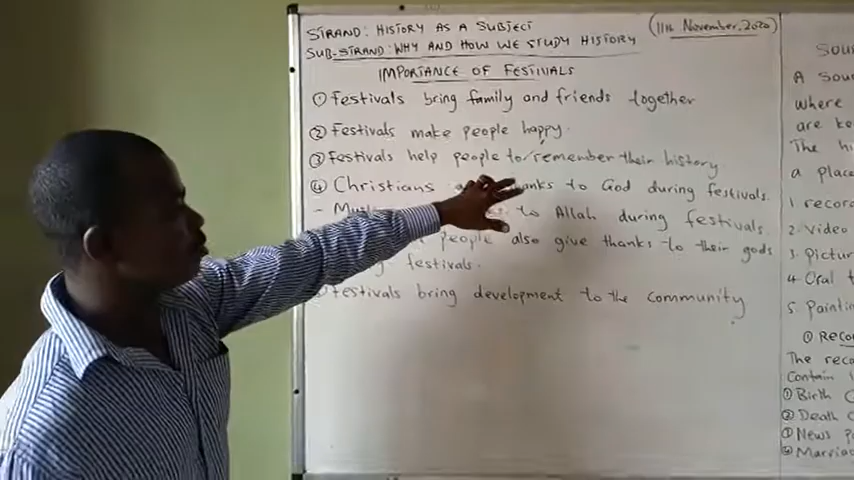 STRAND: HISTORY AS A SUBJECT
(11th November, 2020)
SUB-STRAND: WHY AND HOW WE STUDY HISTORY
IMPORTANCE OF FESTIVALS
① Festivals bring family and friends together
② Festivals make people happy.
③ Festivals help people to remember their history
④ Christians to God during festivals.
- to Allah during festivals.
people also give thanks to their gods
festivals.
Festivals bring development to the community.
A
where
are
The
a place
1 record
2 Video
3 Pictur
4 Oral
5 Painti
① Reco
The reco
contain
① Birth C
② Death C
③ News P
④ Marria